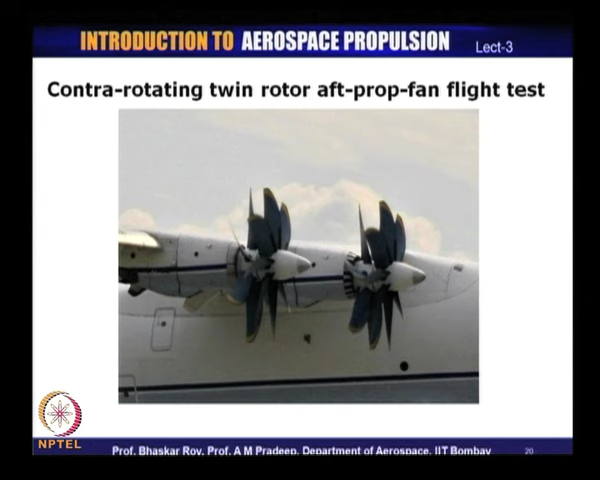 INTRODUCTION TO AEROSPACE PROPULSION
Lect-3
Contra-rotating twin rotor aft-prop-fan flight test
NPTEL
Prof. Bhaskar Roy, Prof. A M Pradeep, Department of Aerospace, IIT Bombay
20